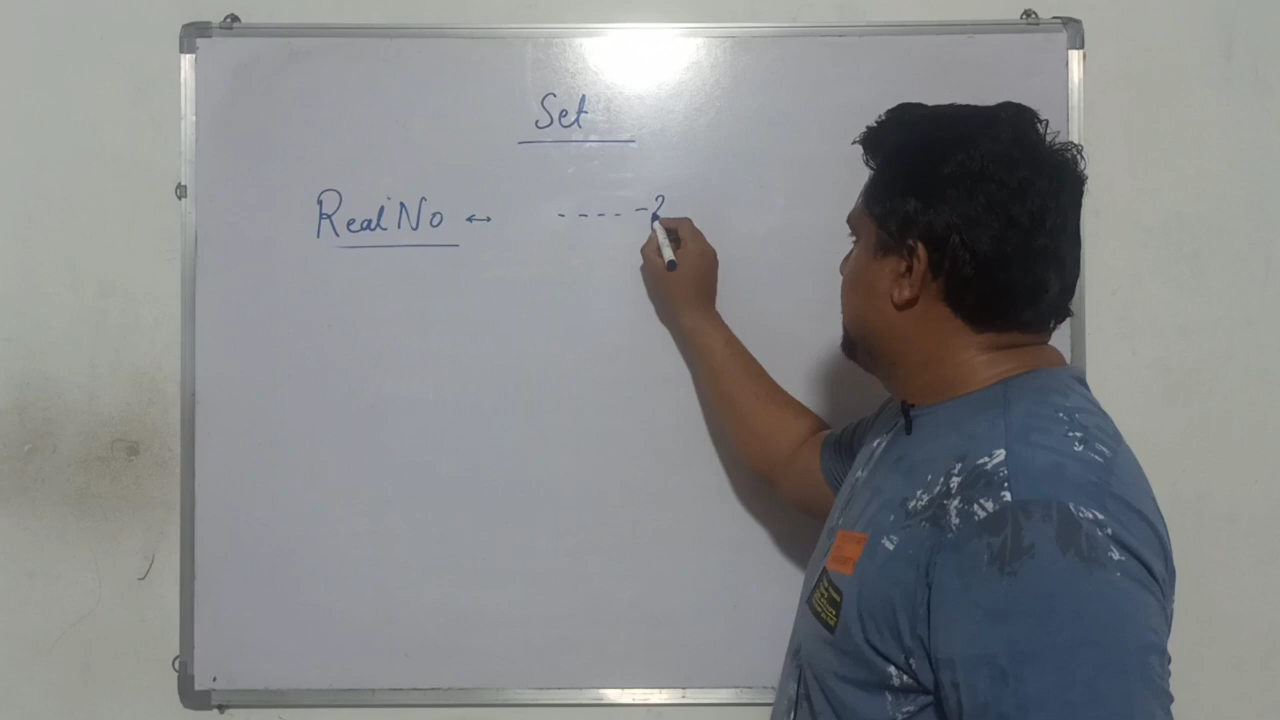 Set
Real No ↔ - - - - - 2